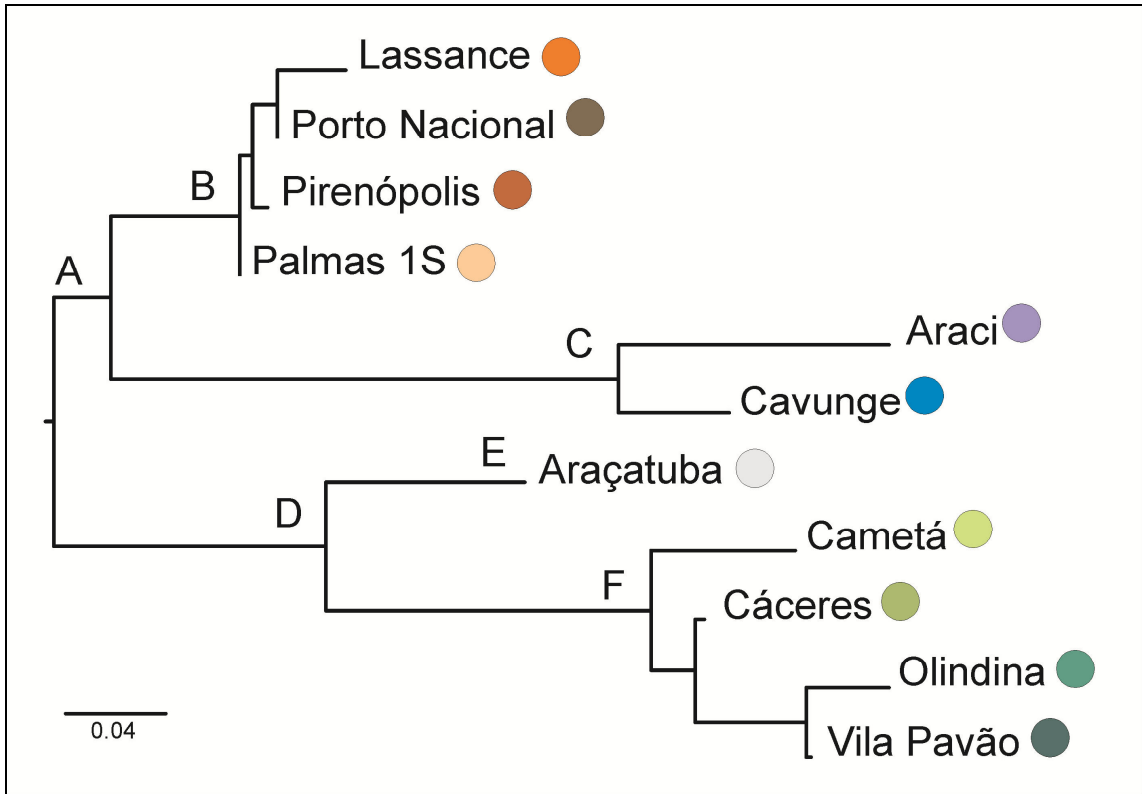 Lassance
Porto Nacional
B
Pirenópolis
Palmas 1S
A
Araci
C
Cavunge
E
Araçatuba
D
Cametá
F
Cáceres
Olindina
0.04
Vila Pavão